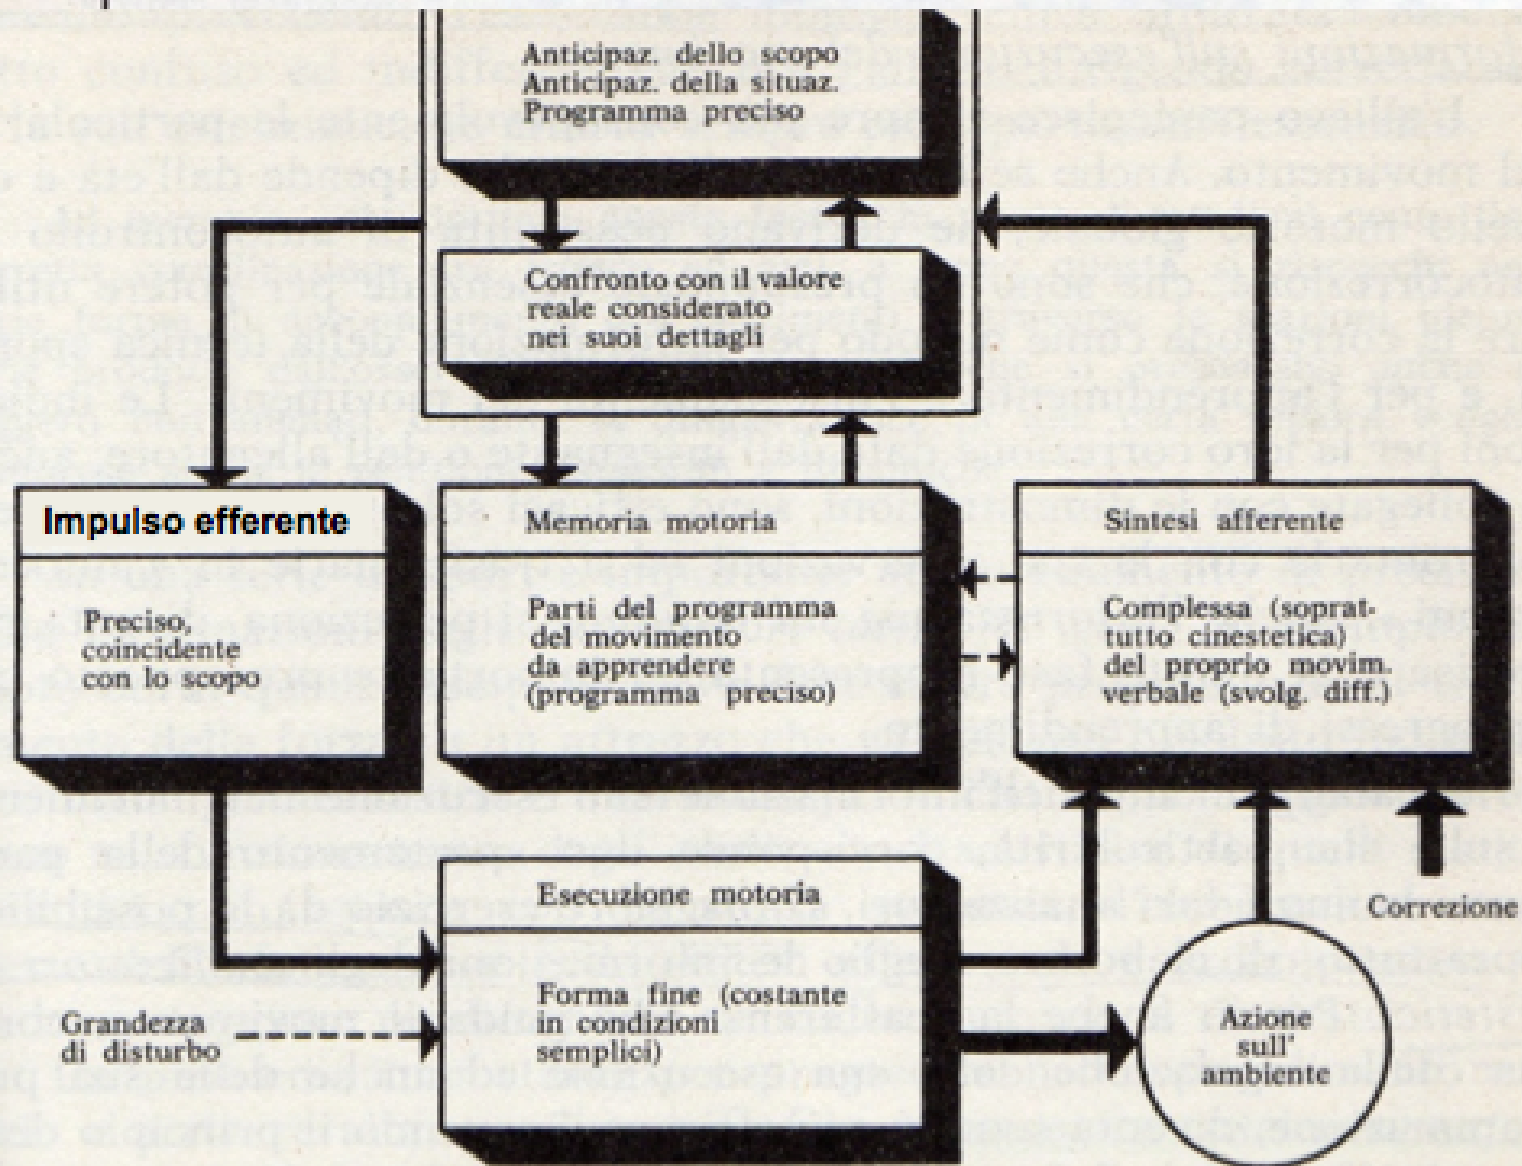 Anticipaz. dello scopo
Anticipaz. della situaz.
Programma preciso
Confronto con il valore
reale considerato
nei suoi dettagli
Impulso efferente
Preciso,
coincidente
con lo scopo
Memoria motoria
Parti del programma
del movimento
da apprendere
(programma preciso)
Sintesi afferente
Complessa (soprat-
tutto cinestetica)
del proprio movim.
verbale (svolg. diff.)
Correzione
Esecuzione motoria
Forma fine (costante
in condizioni
semplici)
Grandezza
di disturbo
Azione
sull'
ambiente